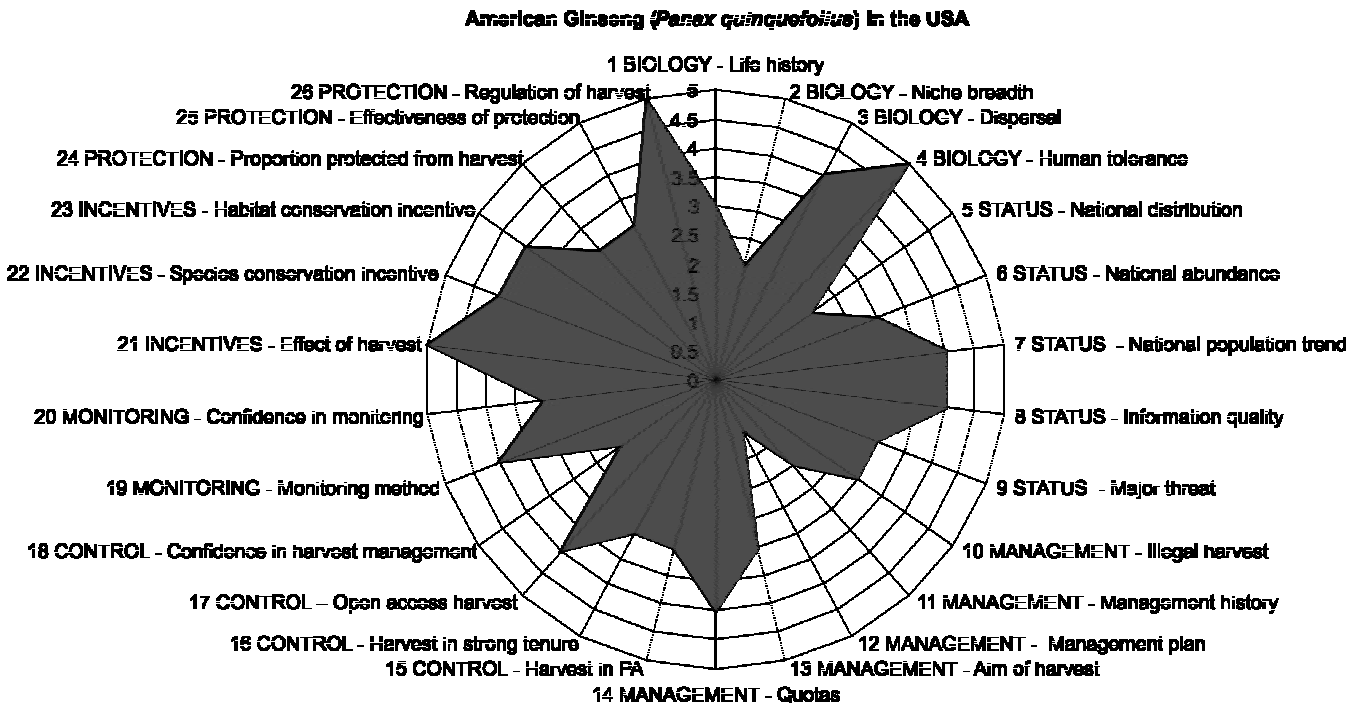 American Ginseng (Panax quinquefolius) in the USA
1 BIOLOGY - Life history
2 BIOLOGY - Niche breadth
3 BIOLOGY - Dispersal
4 BIOLOGY - Human tolerance
5 STATUS - National distribution
6 STATUS - National abundance
7 STATUS - National population trend
8 STATUS - Information quality
9 STATUS - Major threat
10 MANAGEMENT - Illegal harvest
11 MANAGEMENT - Management history
12 MANAGEMENT - Management plan
13 MANAGEMENT - Aim of harvest
14 MANAGEMENT - Quotas
15 CONTROL - Harvest in PA
16 CONTROL - Harvest in strong tenure
17 CONTROL - Open access harvest
18 CONTROL - Confidence in harvest management
19 MONITORING - Monitoring method
20 MONITORING - Confidence in monitoring
21 INCENTIVES - Effect of harvest
22 INCENTIVES - Species conservation incentive
23 INCENTIVES - Habitat conservation incentive
24 PROTECTION - Proportion protected from harvest
25 PROTECTION - Effectiveness of protection
26 PROTECTION - Regulation of harvest
5
4.5
4
3.5
3
2.5
2
1.5
1
0.5
0